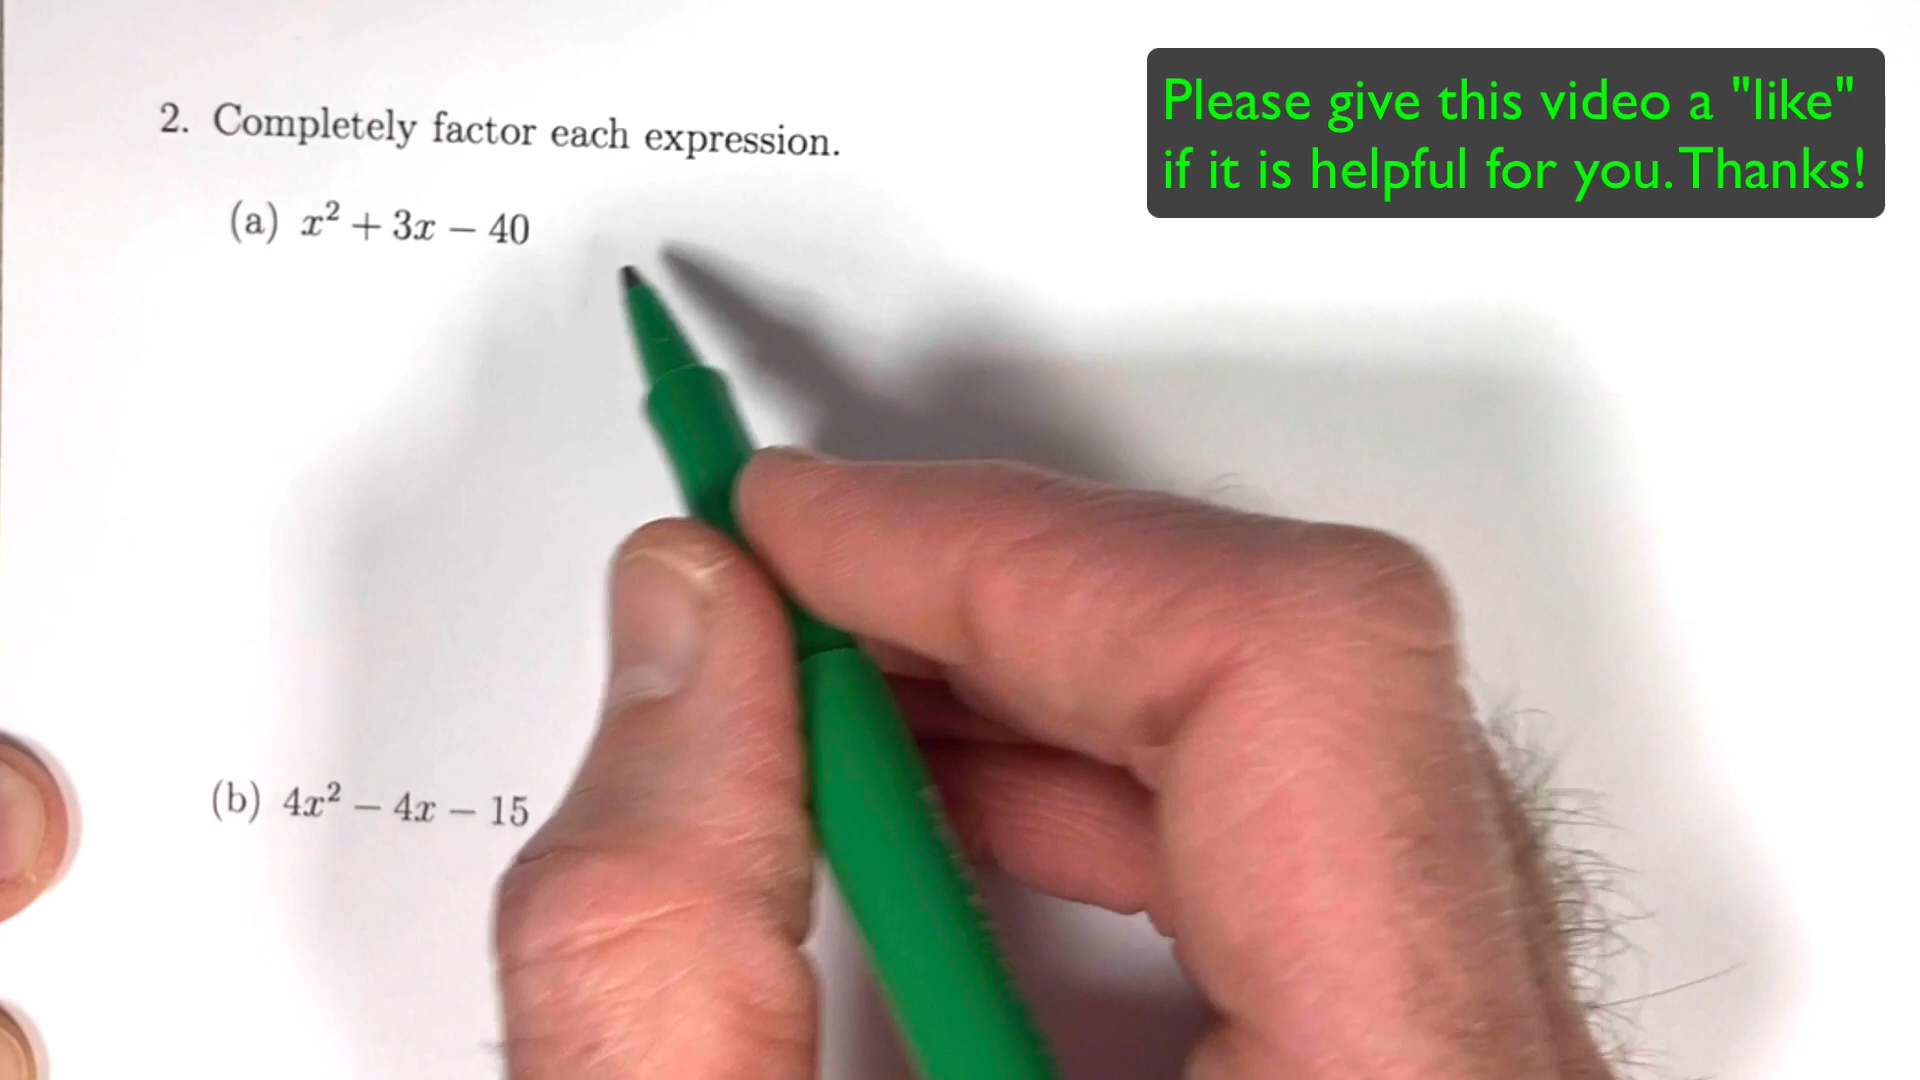 2. Completely factor each expression.
(a) x² + 3x − 40
(b) 4x² − 4x − 15
Please give this video a "like"
if it is helpful for you. Thanks!